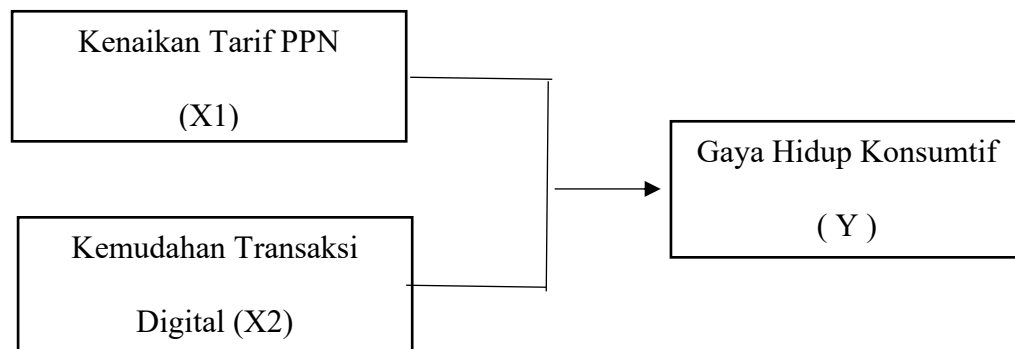 Kenaikan Tarif PPN
(X1)
Kemudahan Transaksi
Digital (X2)
Gaya Hidup Konsumtif
( Y )